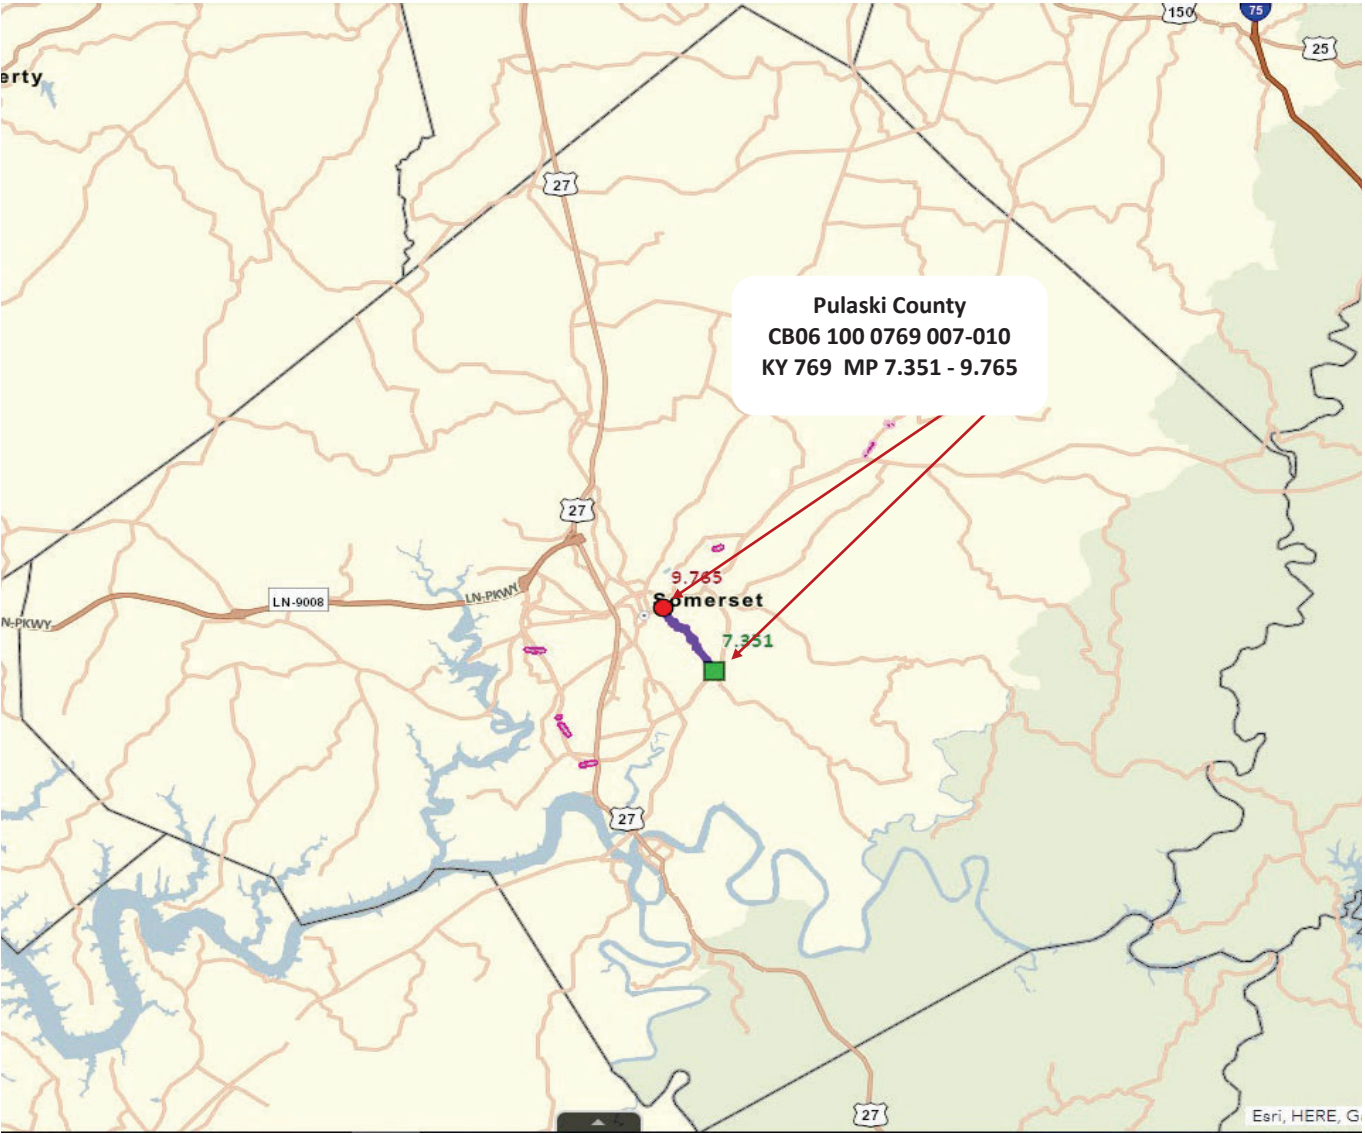 150
75
25
erty
27
Pulaski County
CB06 100 0769 007-010
KY 769 MP 7.351 - 9.765
27
9.765
LN-PKWY
LN-9008
Somerset
N-PKWY
7.351
27
27
Esri, HERE, G